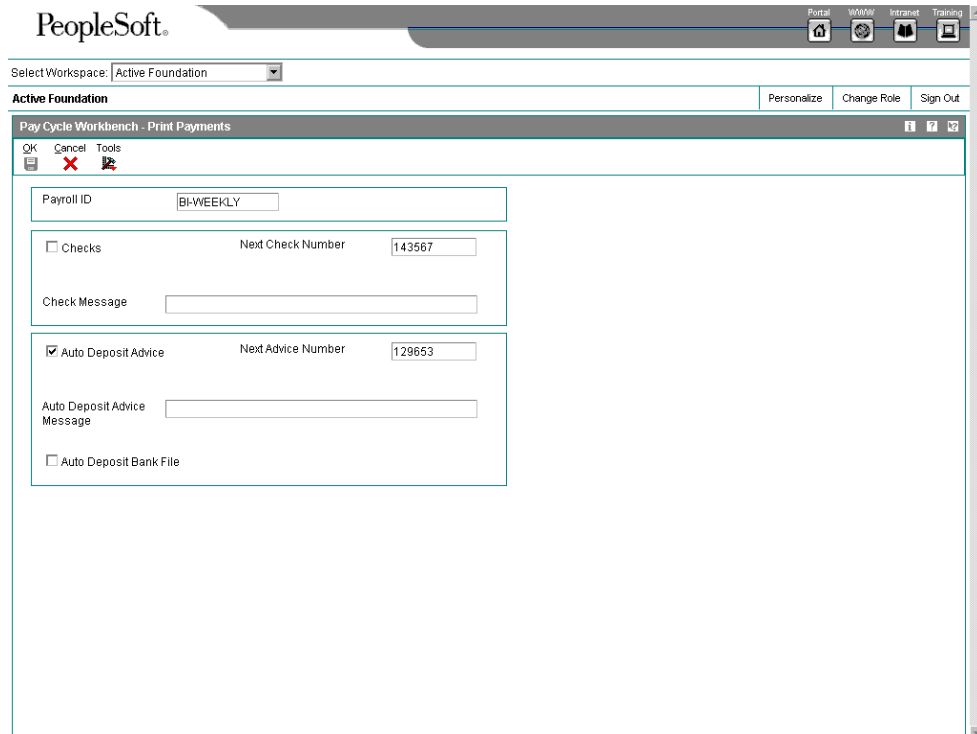 Portal WWW Intranet Training
PeopleSoft®
Select Workspace: Active Foundation
Active Foundation Personalize Change Role Sign Out
Pay Cycle Workbench - Print Payments
OK Cancel Tools
Payroll ID BI-WEEKLY
Checks Next Check Number 143567
Check Message
Auto Deposit Advice Next Advice Number 129653
Auto Deposit Advice
Message
Auto Deposit Bank File